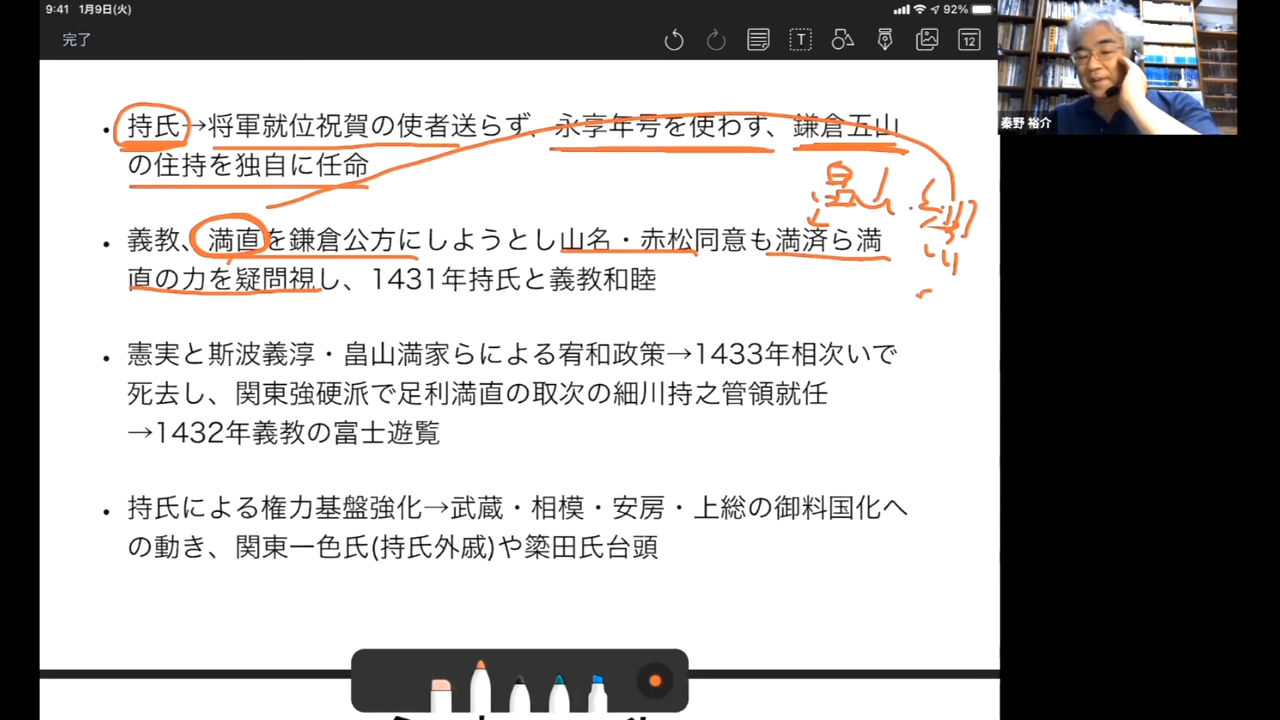 9:41 1月9日(火)
92%
完了
T
12
秦野 裕介
・持氏→将軍就位祝賀の使者送らず、永享年号を使わず、鎌倉五山
の住持を独自に任命
畠山
・義教、満直を鎌倉公方にしようとし山名・赤松同意も満済ら満
直の力を疑問視し、1431年持氏と義教和睦
・憲実と斯波義淳・畠山満家らによる宥和政策→1433年相次いで
死去し、関東強硬派で足利満直の取次の細川持之管領就任
→1432年義教の富士遊覧
・持氏による権力基盤強化→武蔵・相模・安房・上総の御料国化へ
の動き、関東一色氏(持氏外戚)や簗田氏台頭